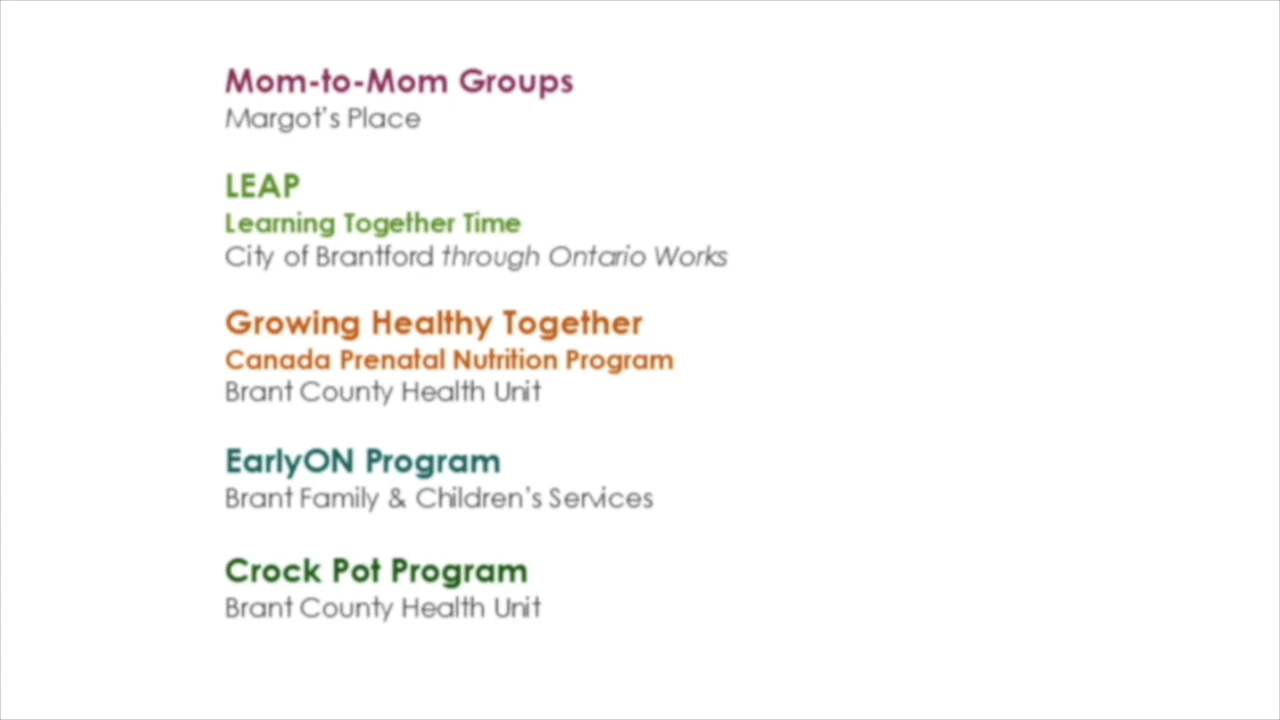 Mom-to-Mom Groups
Margot’s Place
LEAP
Learning Together Time
City of Brantford through Ontario Works
Growing Healthy Together
Canada Prenatal Nutrition Program
Brant County Health Unit
EarlyON Program
Brant Family & Children’s Services
Crock Pot Program
Brant County Health Unit